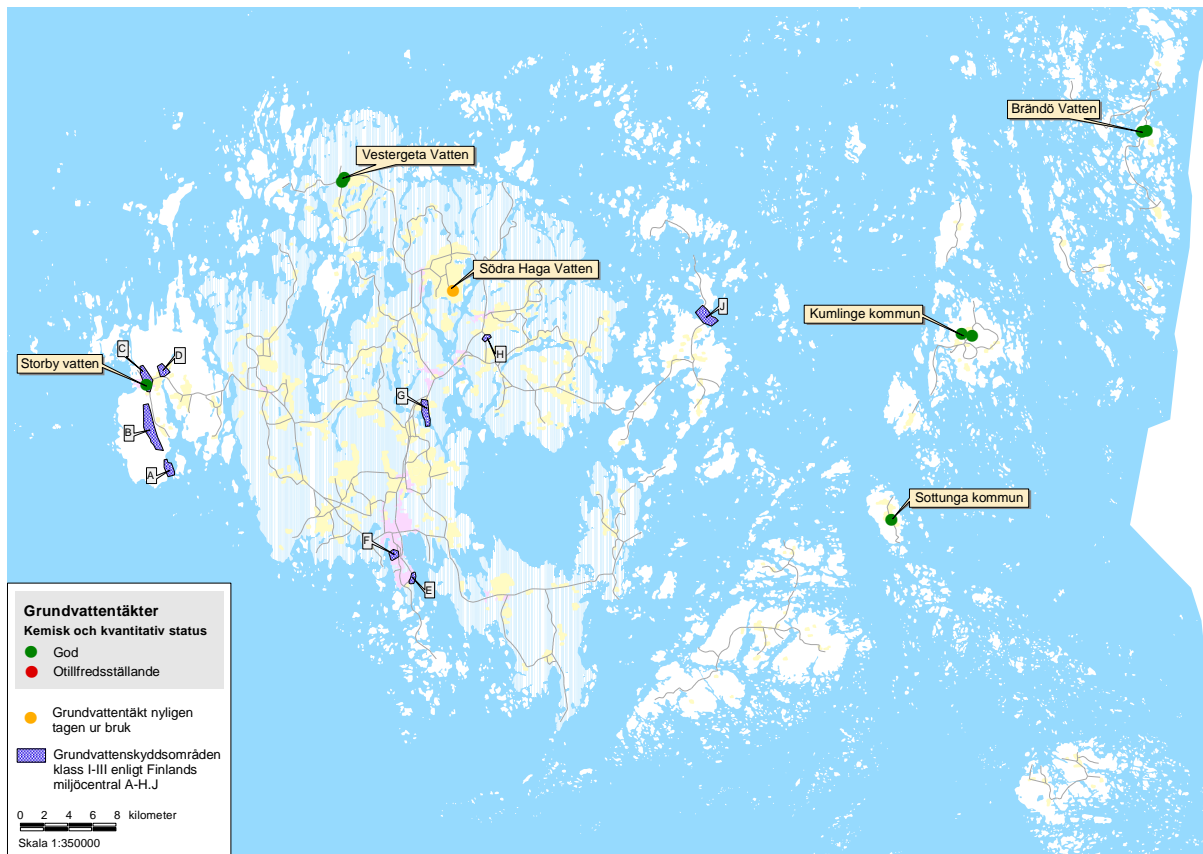 Brändö Vatten
Vestergeta Vatten
Södra Haga Vatten
J
Kumlinge kommun
H
C
D
Storby vatten
G
B
A
Sottunga kommun
F
E
Grundvattentäkter
Kemisk och kvantitativ status
God
Otillfredsställande
Grundvattentäkt nyligen
tagen ur bruk
Grundvattenskyddsområden
klass I-III enligt Finlands
miljöcentral A-H.J
0 2 4 6 8 kilometer
Skala 1:350000